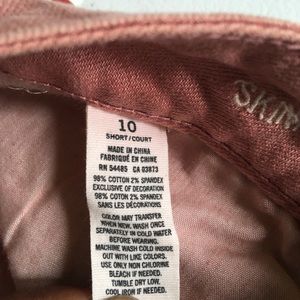 10
SHORT/COURT
MADE IN CHINA
FABRIQUÉ EN CHINE
RN 54485 CA 03873
98% COTTON 2% SPANDEX
EXCLUSIVE OF DECORATION
98% COTTON 2% SPANDEX
SANS LES DÉCORATIONS
COLOR MAY TRANSFER
WHEN NEW. WASH ONCE
SEPARATELY IN COLD WATER
BEFORE WEARING.
MACHINE WASH COLD INSIDE
OUT WITH LIKE COLORS.
USE ONLY NON CHLORINE
BLEACH IF NEEDED.
TUMBLE DRY LOW.
COOL IRON IF NEEDED.
SKIN